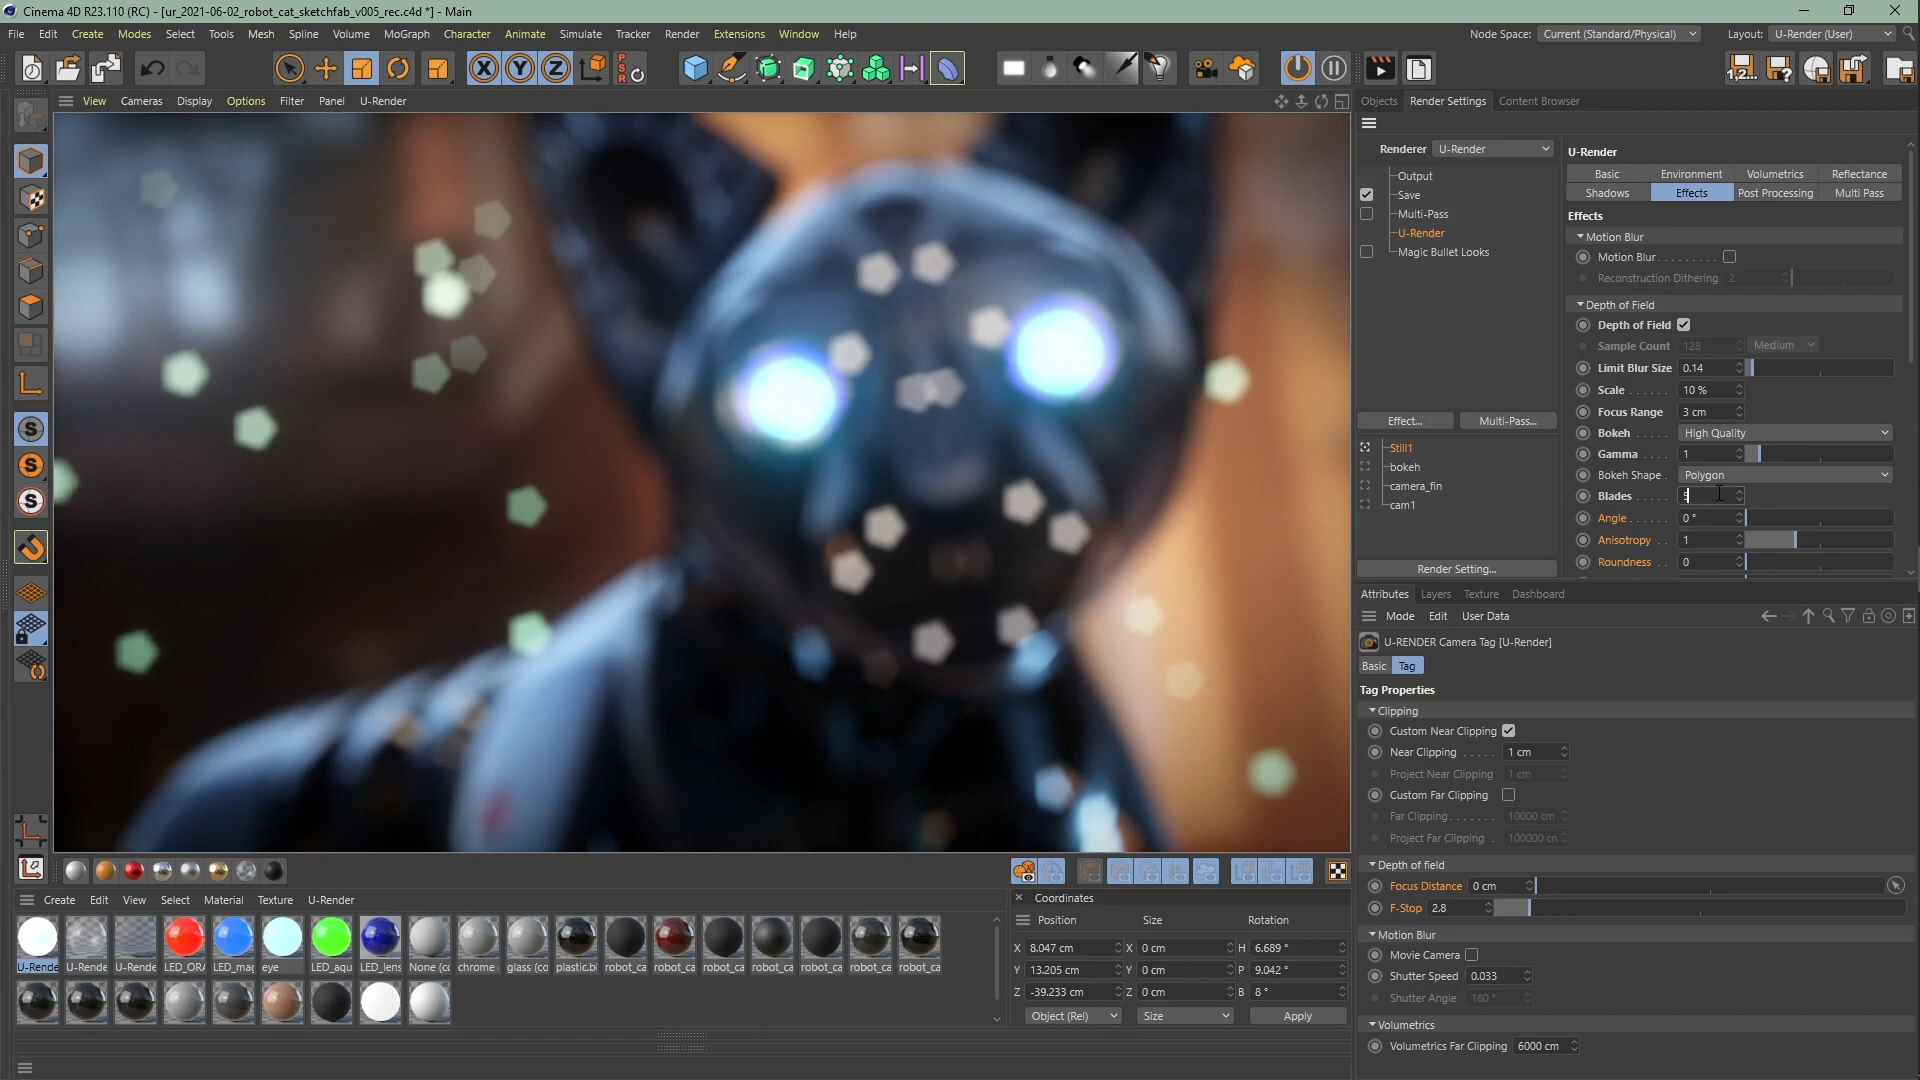 Cinema 4D R23.110 (RC) - [ur_2021-06-02_robot_cat_sketchfab_v005_rec.c4d *] - Main
File Edit Create Modes Select Tools Mesh Spline Volume MoGraph Character Animate Simulate Tracker Render Extensions Window Help
Node Space: Current (Standard/Physical) Layout: U-Render (User)
X Y Z PSR
View Cameras Display Options Filter Panel U-Render
Objects Render Settings Content Browser
Renderer U-Render
Output
Save
Multi-Pass
U-Render
Magic Bullet Looks
Effect... Multi-Pass...
Still1
bokeh
camera_fin
cam1
Render Setting...
U-Render
Basic Environment Volumetrics Reflectance
Shadows Effects Post Processing Multi Pass
Effects
Motion Blur
Motion Blur
Reconstruction Dithering 2
Depth of Field
Depth of Field
Sample Count 128 Medium
Limit Blur Size 0.14
Scale 10 %
Focus Range 3 cm
Bokeh High Quality
Gamma 1
Bokeh Shape Polygon
Blades 5
Angle 0 °
Anisotropy 1
Roundness 0
Attributes Layers Texture Dashboard
Mode Edit User Data
U-RENDER Camera Tag [U-Render]
Basic Tag
Tag Properties
Clipping
Custom Near Clipping
Near Clipping 1 cm
Project Near Clipping 1 cm
Custom Far Clipping
Far Clipping 10000 cm
Project Far Clipping 100000 cm
Depth of field
Focus Distance 0 cm
F-Stop 2.8
Motion Blur
Movie Camera
Shutter Speed 0.033
Shutter Angle 180 °
Volumetrics
Volumetrics Far Clipping 6000 cm
Create Edit View Select Material Texture U-Render
U-Rende U-Rende U-Rende LED_ORA LED_mag eye LED_aqu LED_lens None (cc chrome glass (co plastic.bl robot_ca robot_ca robot_ca robot_ca robot_ca robot_ca robot_ca
Coordinates
Position Size Rotation
X 8.047 cm X 0 cm H 6.689 °
Y 13.205 cm Y 0 cm P 9.042 °
Z -39.233 cm Z 0 cm B 8 °
Object (Rel) Size Apply